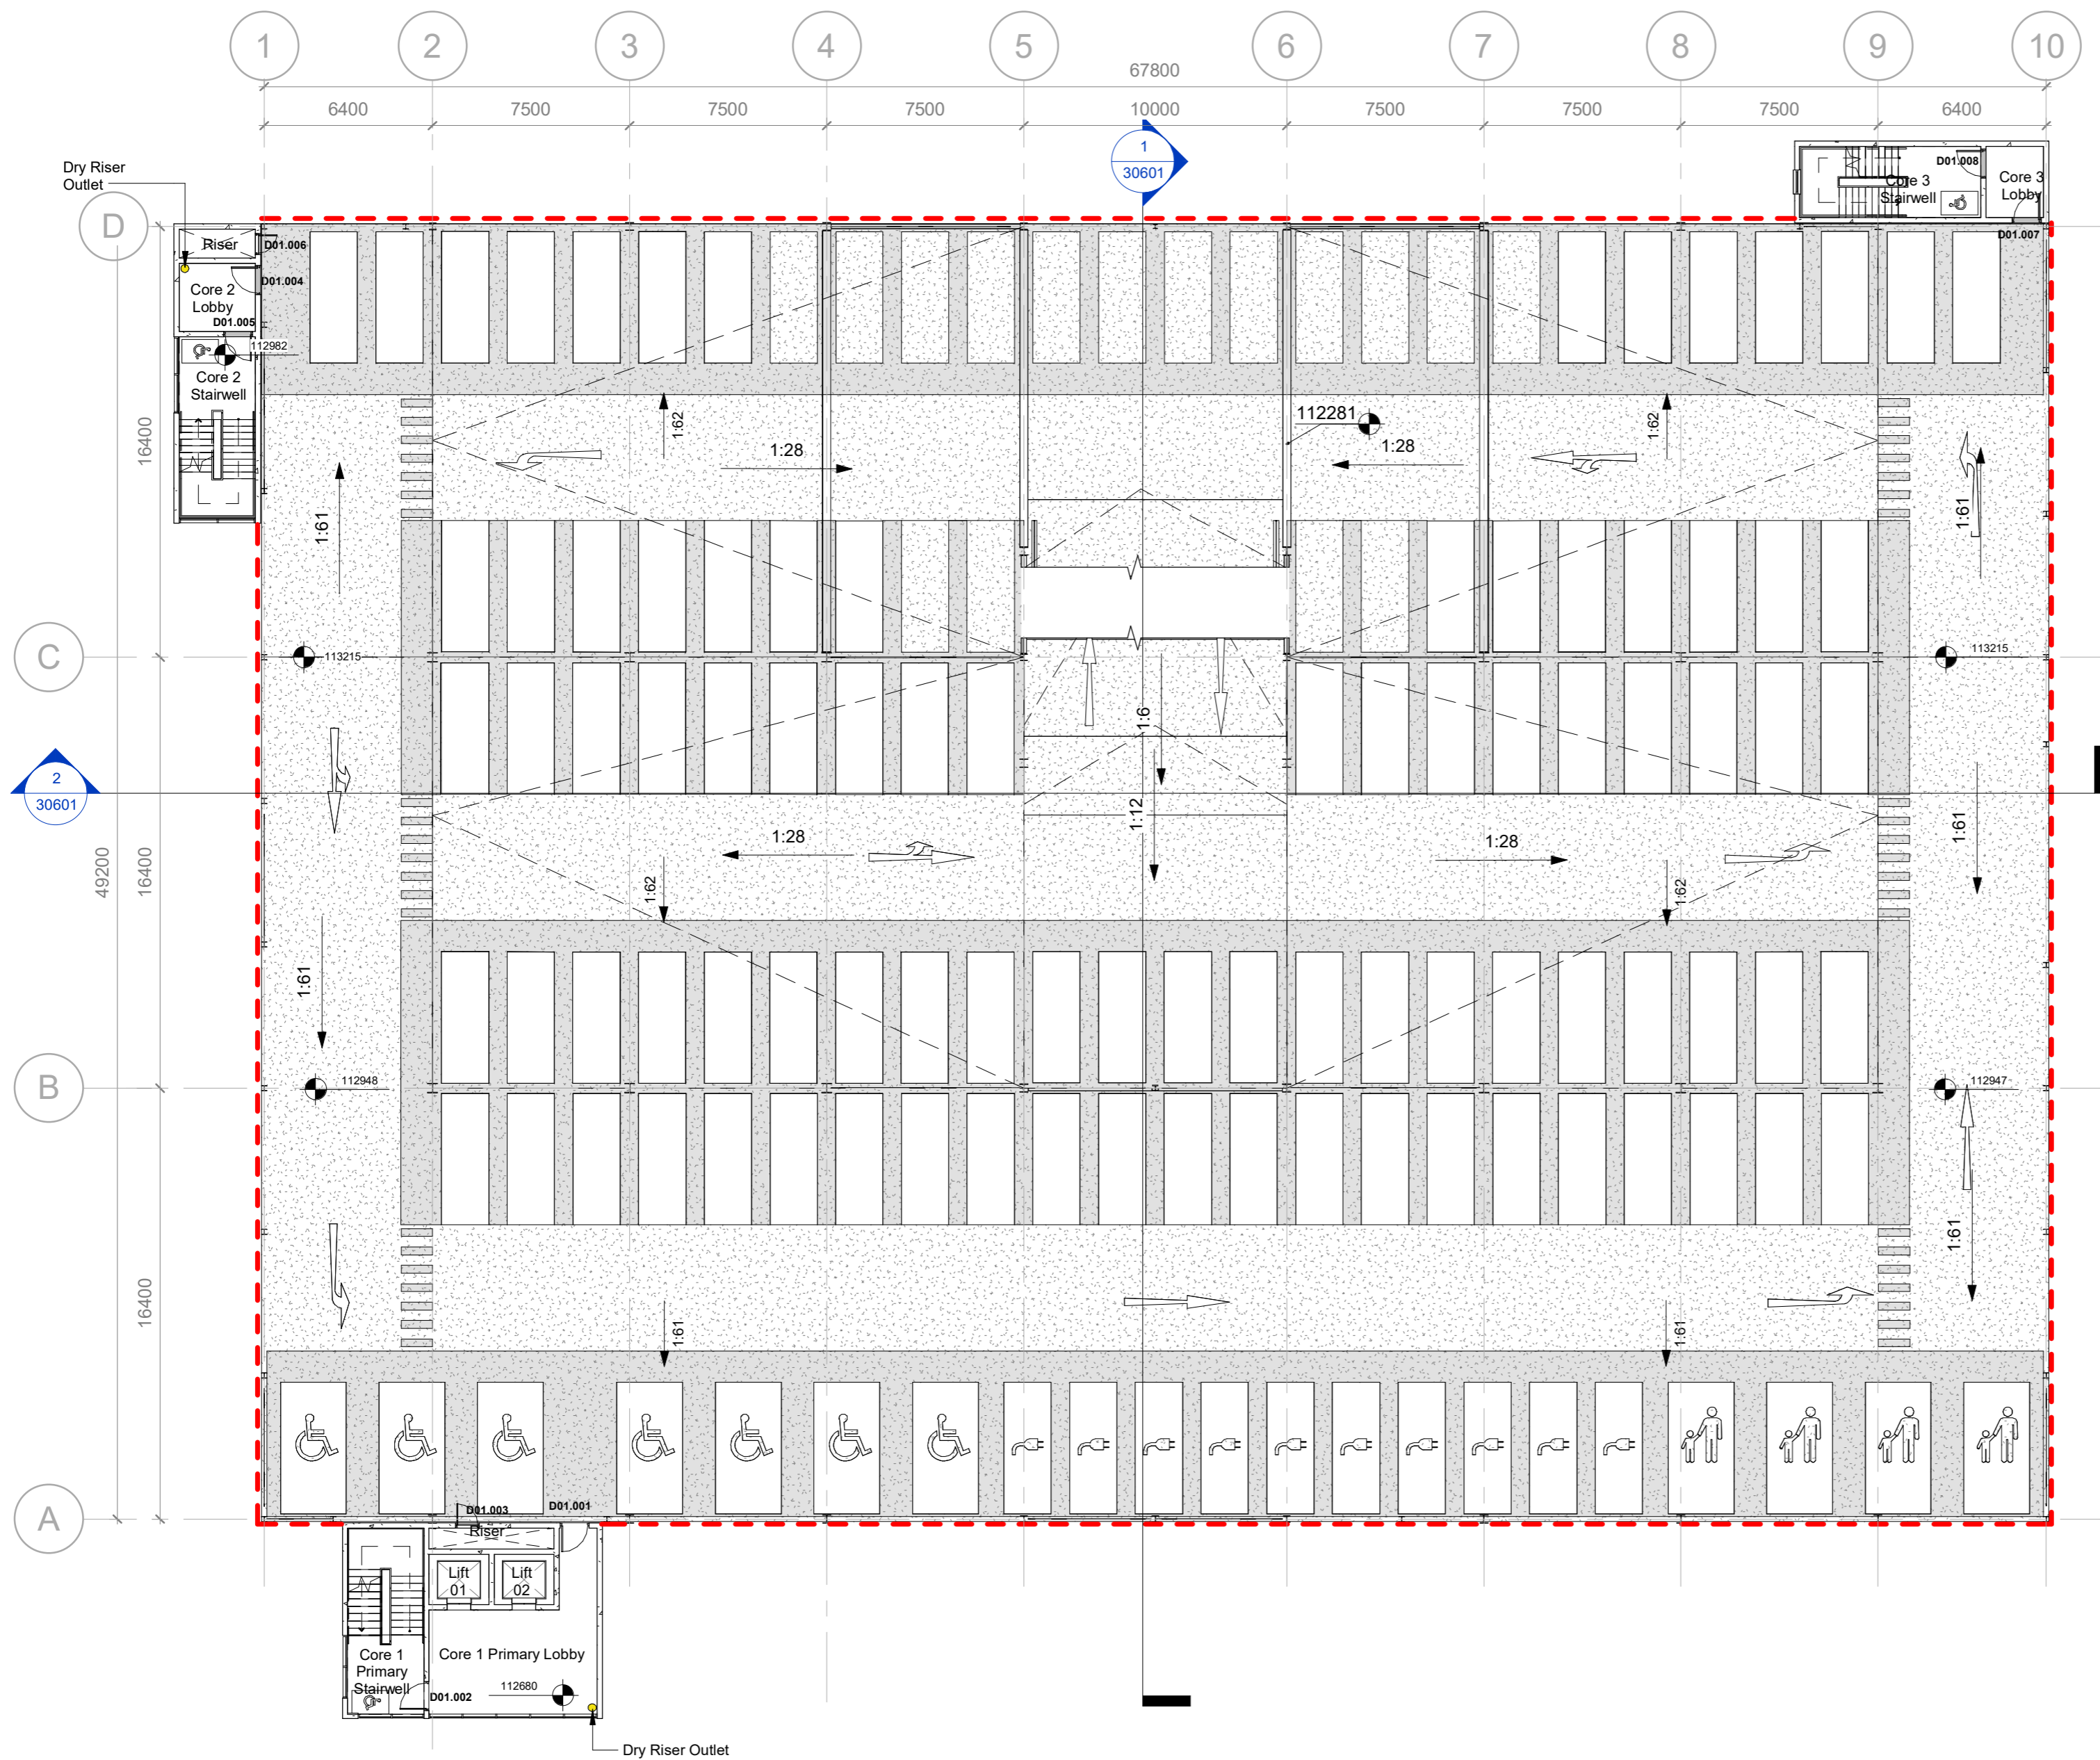 1 2 3 4 5 6 7 8 9 10
67800
6400 7500 7500 7500 10000 7500 7500 7500 6400
1
30601
Dry Riser
Outlet
D
D01.008
Core 3
Stairwell
Core 3
Lobby
D01.007
Riser
D01.006
D01.004
Core 2
Lobby
D01.005
112982
Core 2
Stairwell
16400
1:62
1:28
112281
1:28
1:62
1:61
1:61
C
113215
113215
1:6
2
30601
1:12
1:28
1:28
1:61
49200
16400
1:62
1:62
1:61
B
112948
112947
1:61
16400
1:61
1:61
A
D01.003
D01.001
Riser
Lift
01
Lift
02
Core 1
Primary
Stairwell
Core 1 Primary Lobby
D01.002
112680
Dry Riser Outlet